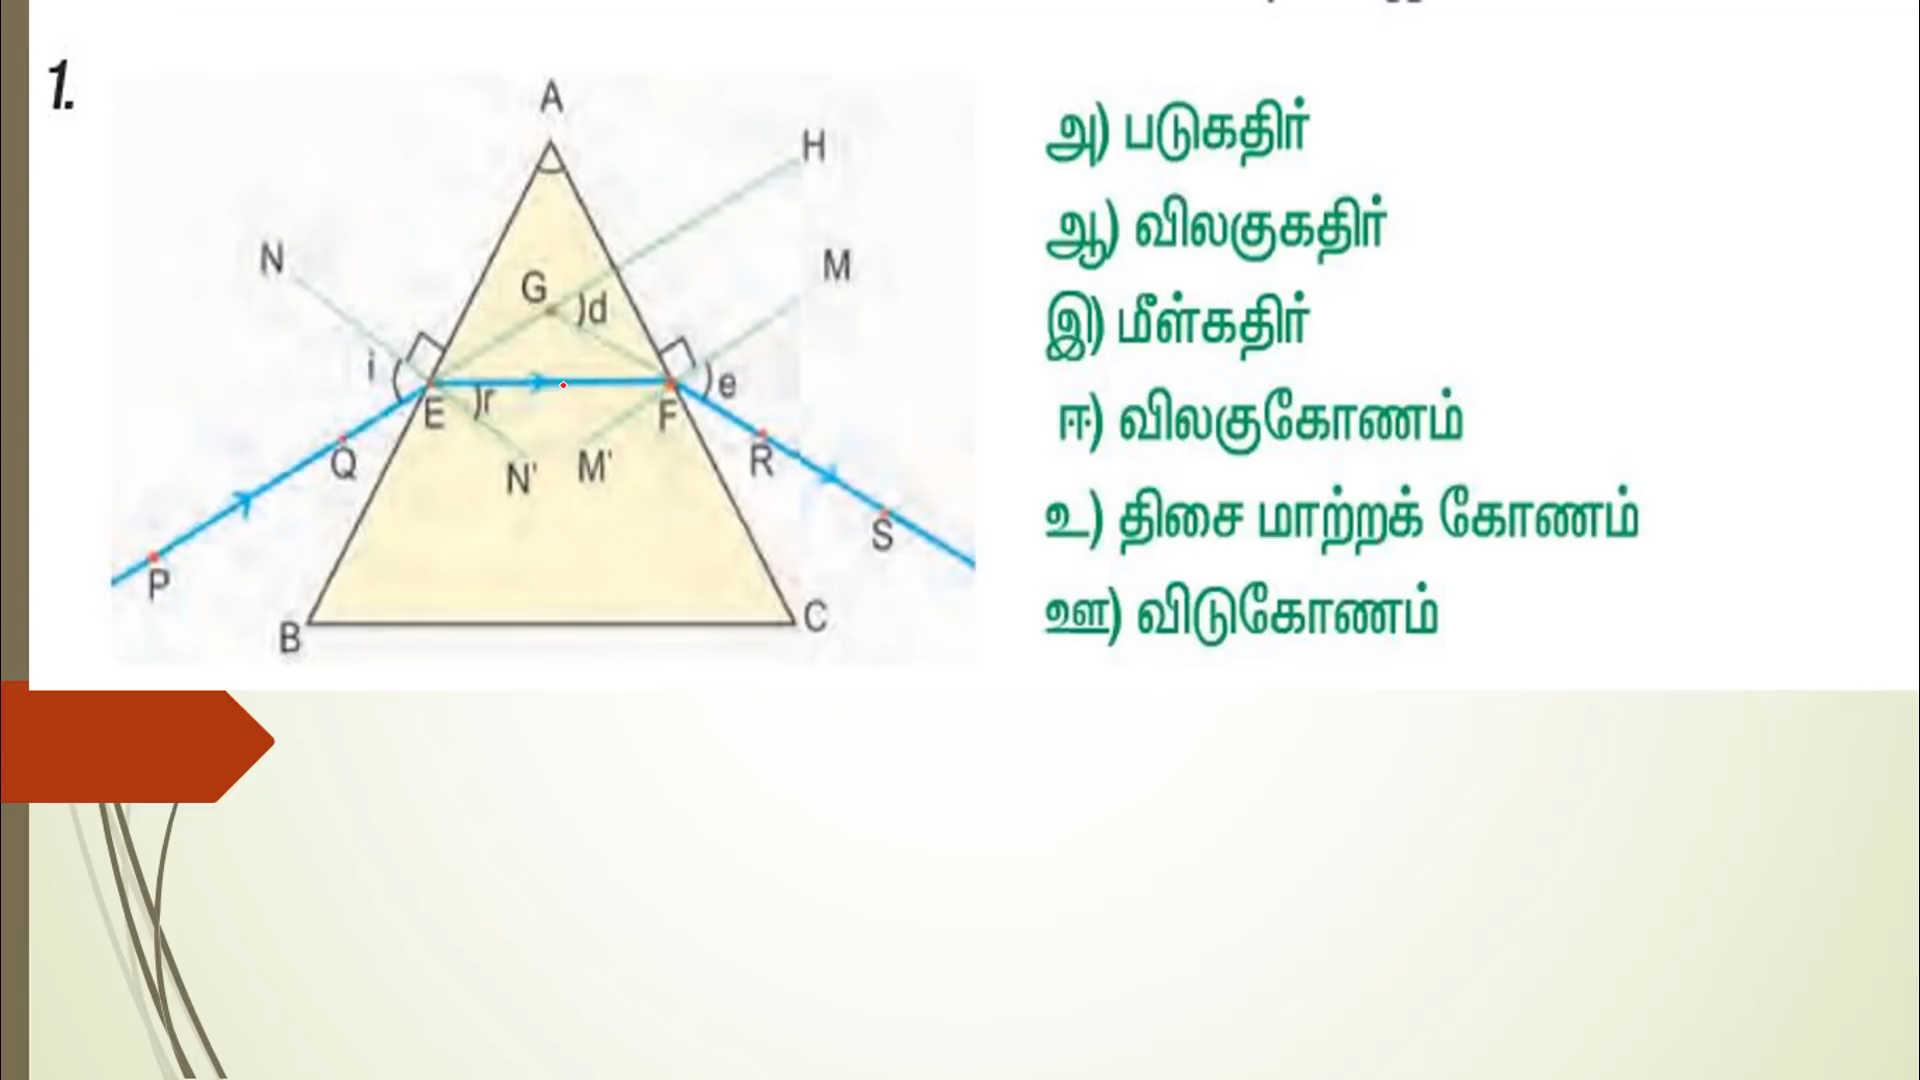 1.
A
H
N
M
G
)d
i
e
E
)r
F
Q
N'
M'
R
S
P
B
C
அ) படுகதிர்
ஆ) விலகுகதிர்
இ) மீள்கதிர்
ஈ) விலகுகோணம்
உ) திசை மாற்றக் கோணம்
ஊ) விடுகோணம்